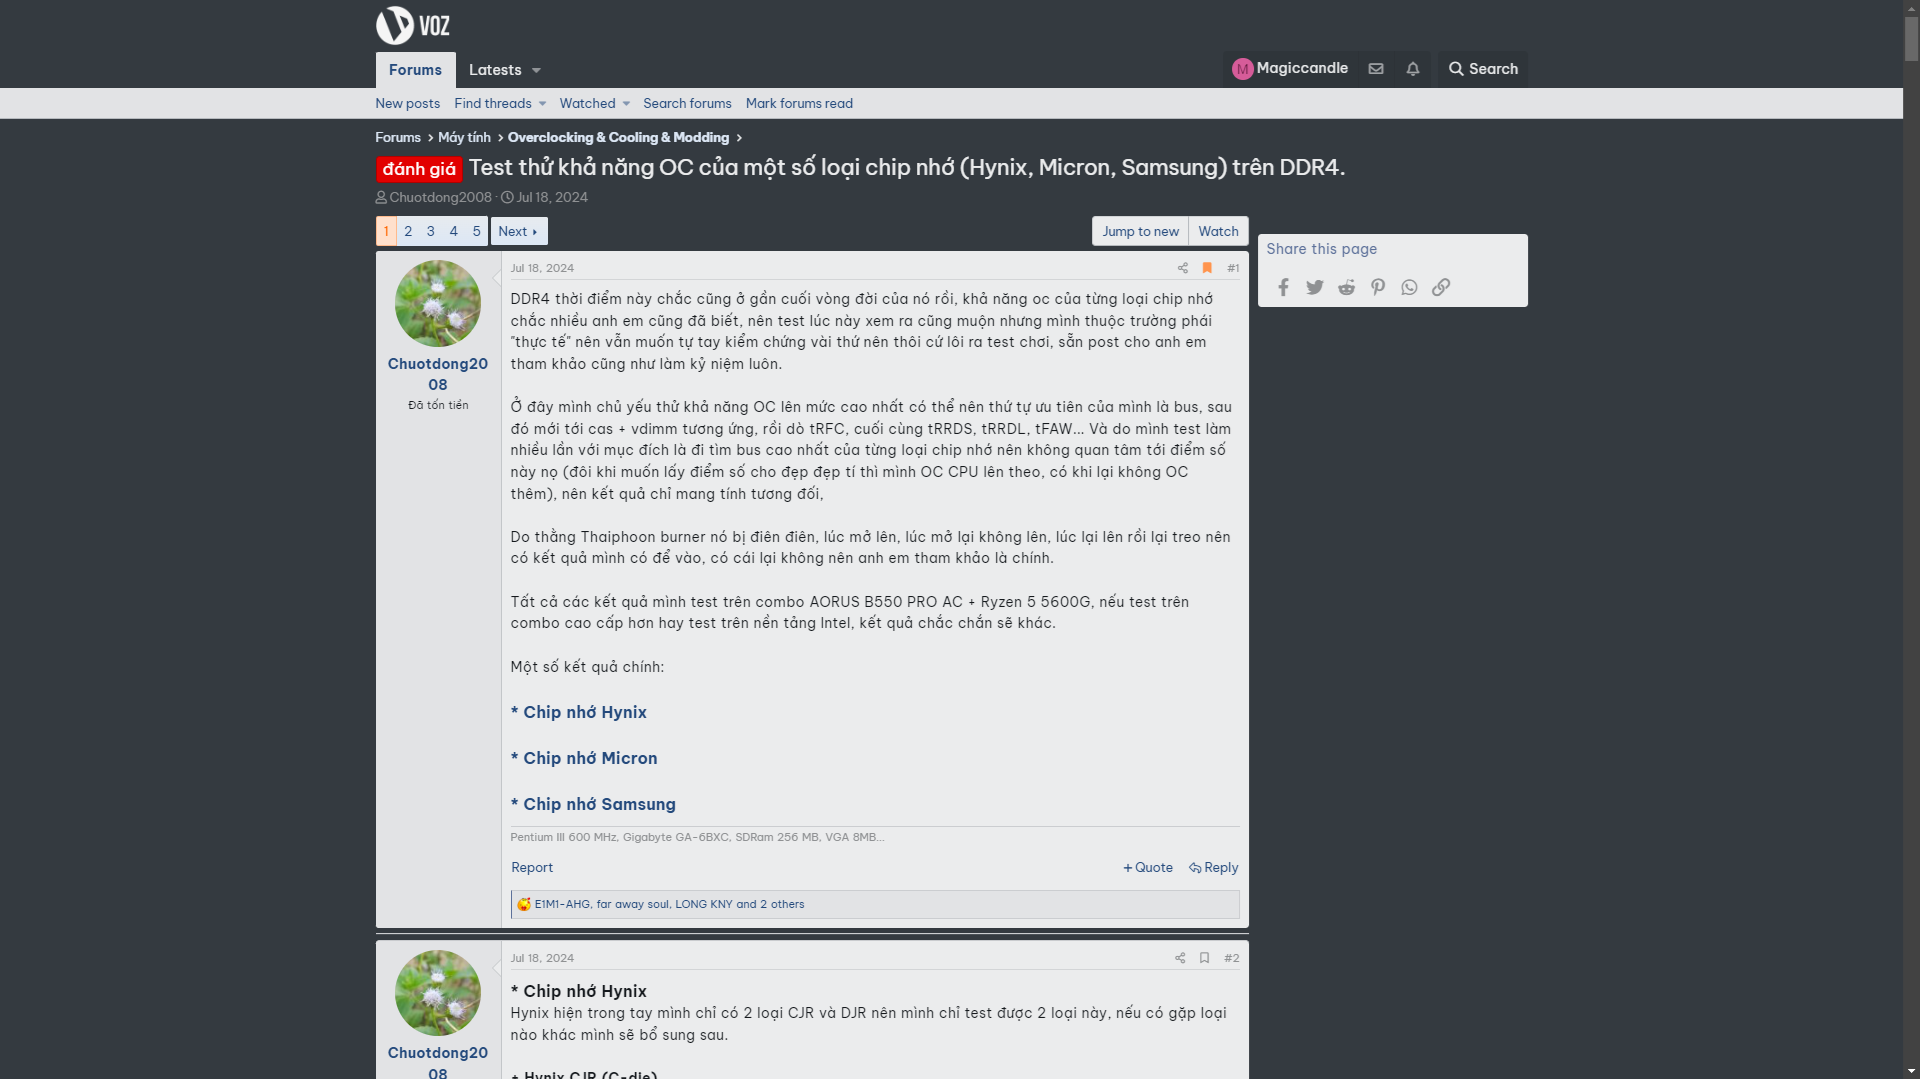 VOZ
Forums Latests
M Magiccandle Search
New posts Find threads Watched Search forums Mark forums read
Forums Máy tính Overclocking & Cooling & Modding
đánh giá Test thử khả năng OC của một số loại chip nhớ (Hynix, Micron, Samsung) trên DDR4.
Chuotdong2008 · Jul 18, 2024
1 2 3 4 5 Next
Jump to new Watch
Share this page
Chuotdong20
08
Đã tốn tiền
Jul 18, 2024 #1
DDR4 thời điểm này chắc cũng ở gần cuối vòng đời của nó rồi, khả năng oc của từng loại chip nhớ
chắc nhiều anh em cũng đã biết, nên test lúc này xem ra cũng muộn nhưng mình thuộc trường phái
"thực tế" nên vẫn muốn tự tay kiểm chứng vài thứ nên thôi cứ lôi ra test chơi, sẵn post cho anh em
tham khảo cũng như làm kỷ niệm luôn.
Ở đây mình chủ yếu thử khả năng OC lên mức cao nhất có thể nên thứ tự ưu tiên của mình là bus, sau
đó mới tới cas + vdimm tương ứng, rồi dò tRFC, cuối cùng tRRDS, tRRDL, tFAW... Và do mình test làm
nhiều lần với mục đích là đi tìm bus cao nhất của từng loại chip nhớ nên không quan tâm tới điểm số
này nọ (đôi khi muốn lấy điểm số cho đẹp đẹp tí thì mình OC CPU lên theo, có khi lại không OC
thêm), nên kết quả chỉ mang tính tương đối,
Do thằng Thaiphoon burner nó bị điên điên, lúc mở lên, lúc mở lại không lên, lúc lại lên rồi lại treo nên
có kết quả mình có để vào, có cái lại không nên anh em tham khảo là chính.
Tất cả các kết quả mình test trên combo AORUS B550 PRO AC + Ryzen 5 5600G, nếu test trên
combo cao cấp hơn hay test trên nền tảng Intel, kết quả chắc chắn sẽ khác.
Một số kết quả chính:
* Chip nhớ Hynix
* Chip nhớ Micron
* Chip nhớ Samsung
Pentium III 600 MHz, Gigabyte GA-6BXC, SDRam 256 MB, VGA 8MB...
Report + Quote Reply
E1M1-AHG, far away soul, LONG KNY and 2 others
Chuotdong20
08
Jul 18, 2024 #2
* Chip nhớ Hynix
Hynix hiện trong tay mình chỉ có 2 loại CJR và DJR nên mình chỉ test được 2 loại này, nếu có gặp loại
nào khác mình sẽ bổ sung sau.
+ Hynix CJR (C-die)